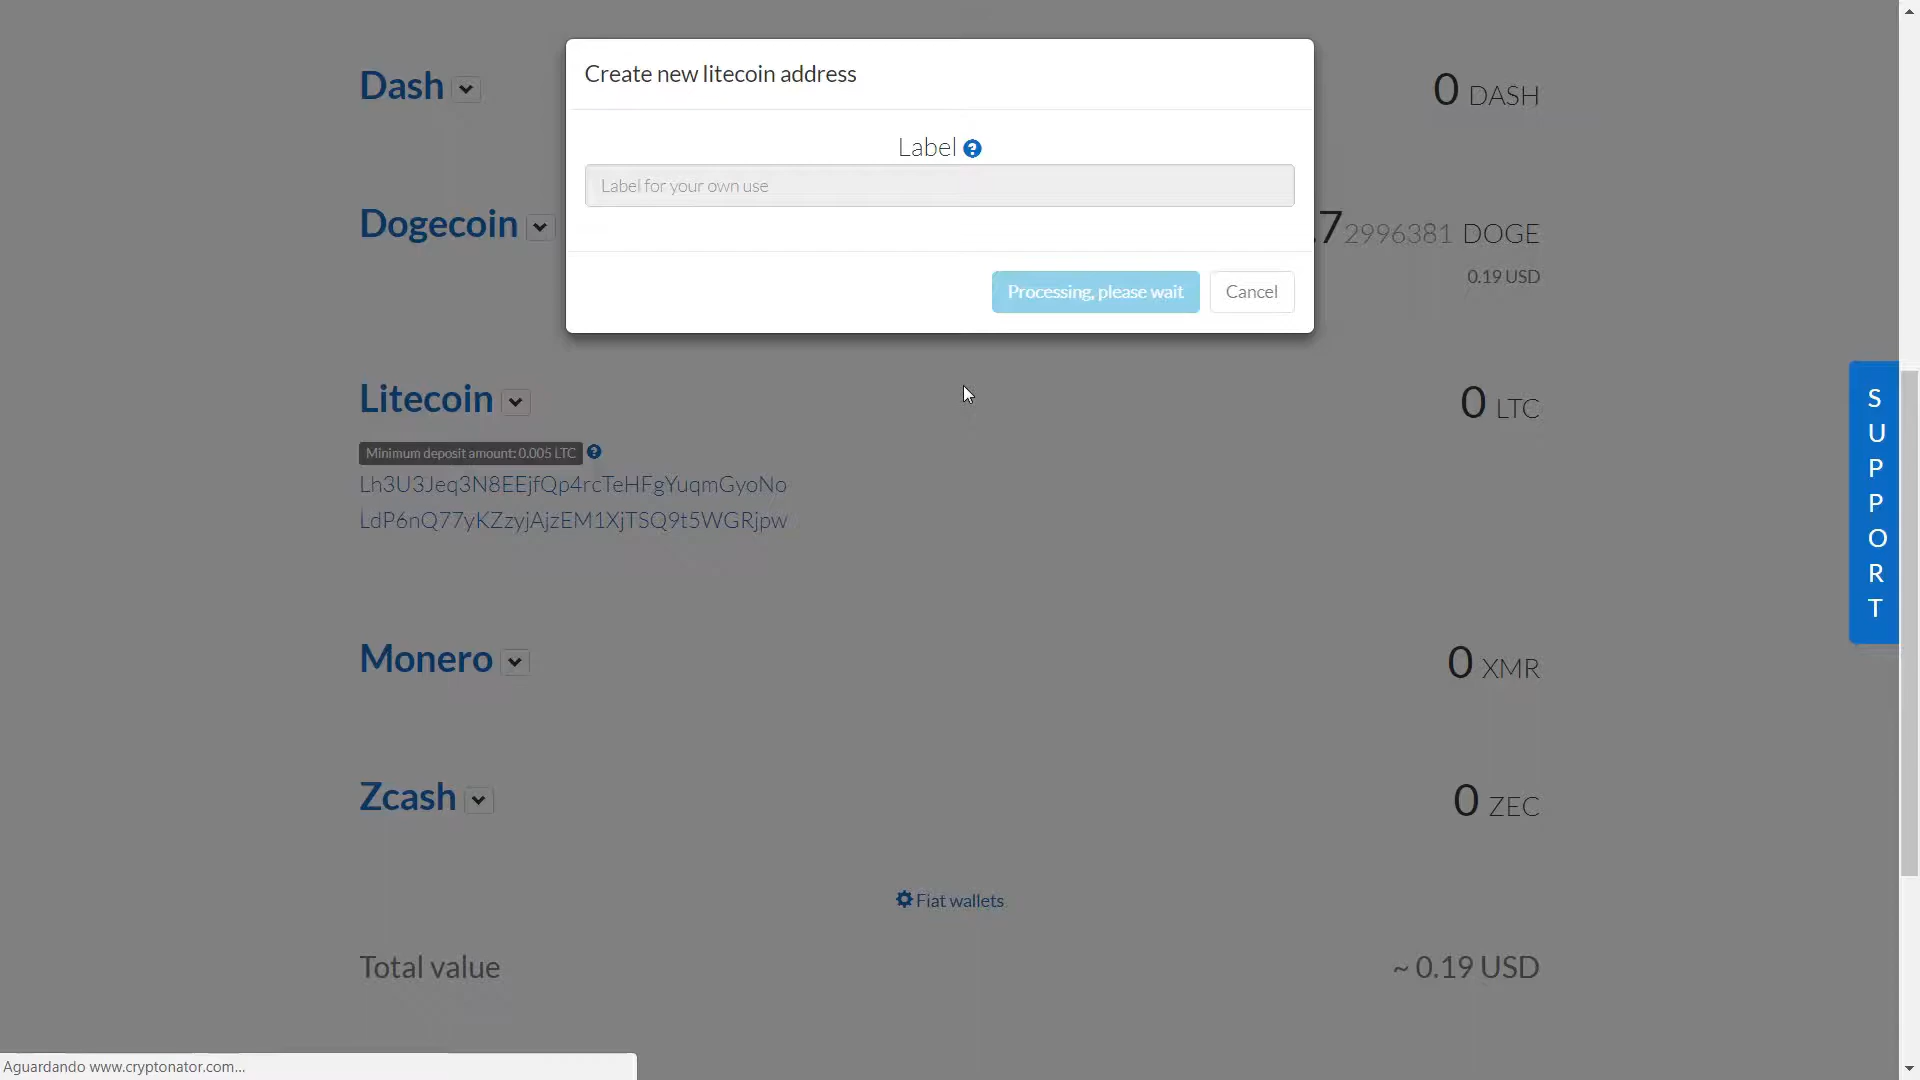 Create new litecoin address
Label
Label for your own use
Processing, please wait
Cancel
Dash
0 DASH
Dogecoin
.72996381 DOGE
0.19 USD
Litecoin
0 LTC
Minimum deposit amount: 0.005 LTC
Lh3U3Jeq3N8EEjfQp4rcTeHFgYuqmGyoNo
LdP6nQ77yKZzyjAjzEM1XjTSQ9t5WGRjpw
Monero
0 XMR
Zcash
0 ZEC
Fiat wallets
Total value
~ 0.19 USD
SUPPORT
Aguardando www.cryptonator.com...